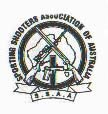 SPORTING SHOOTERS ASSOCIATION OF AUSTRALIA
S.S.A.A.